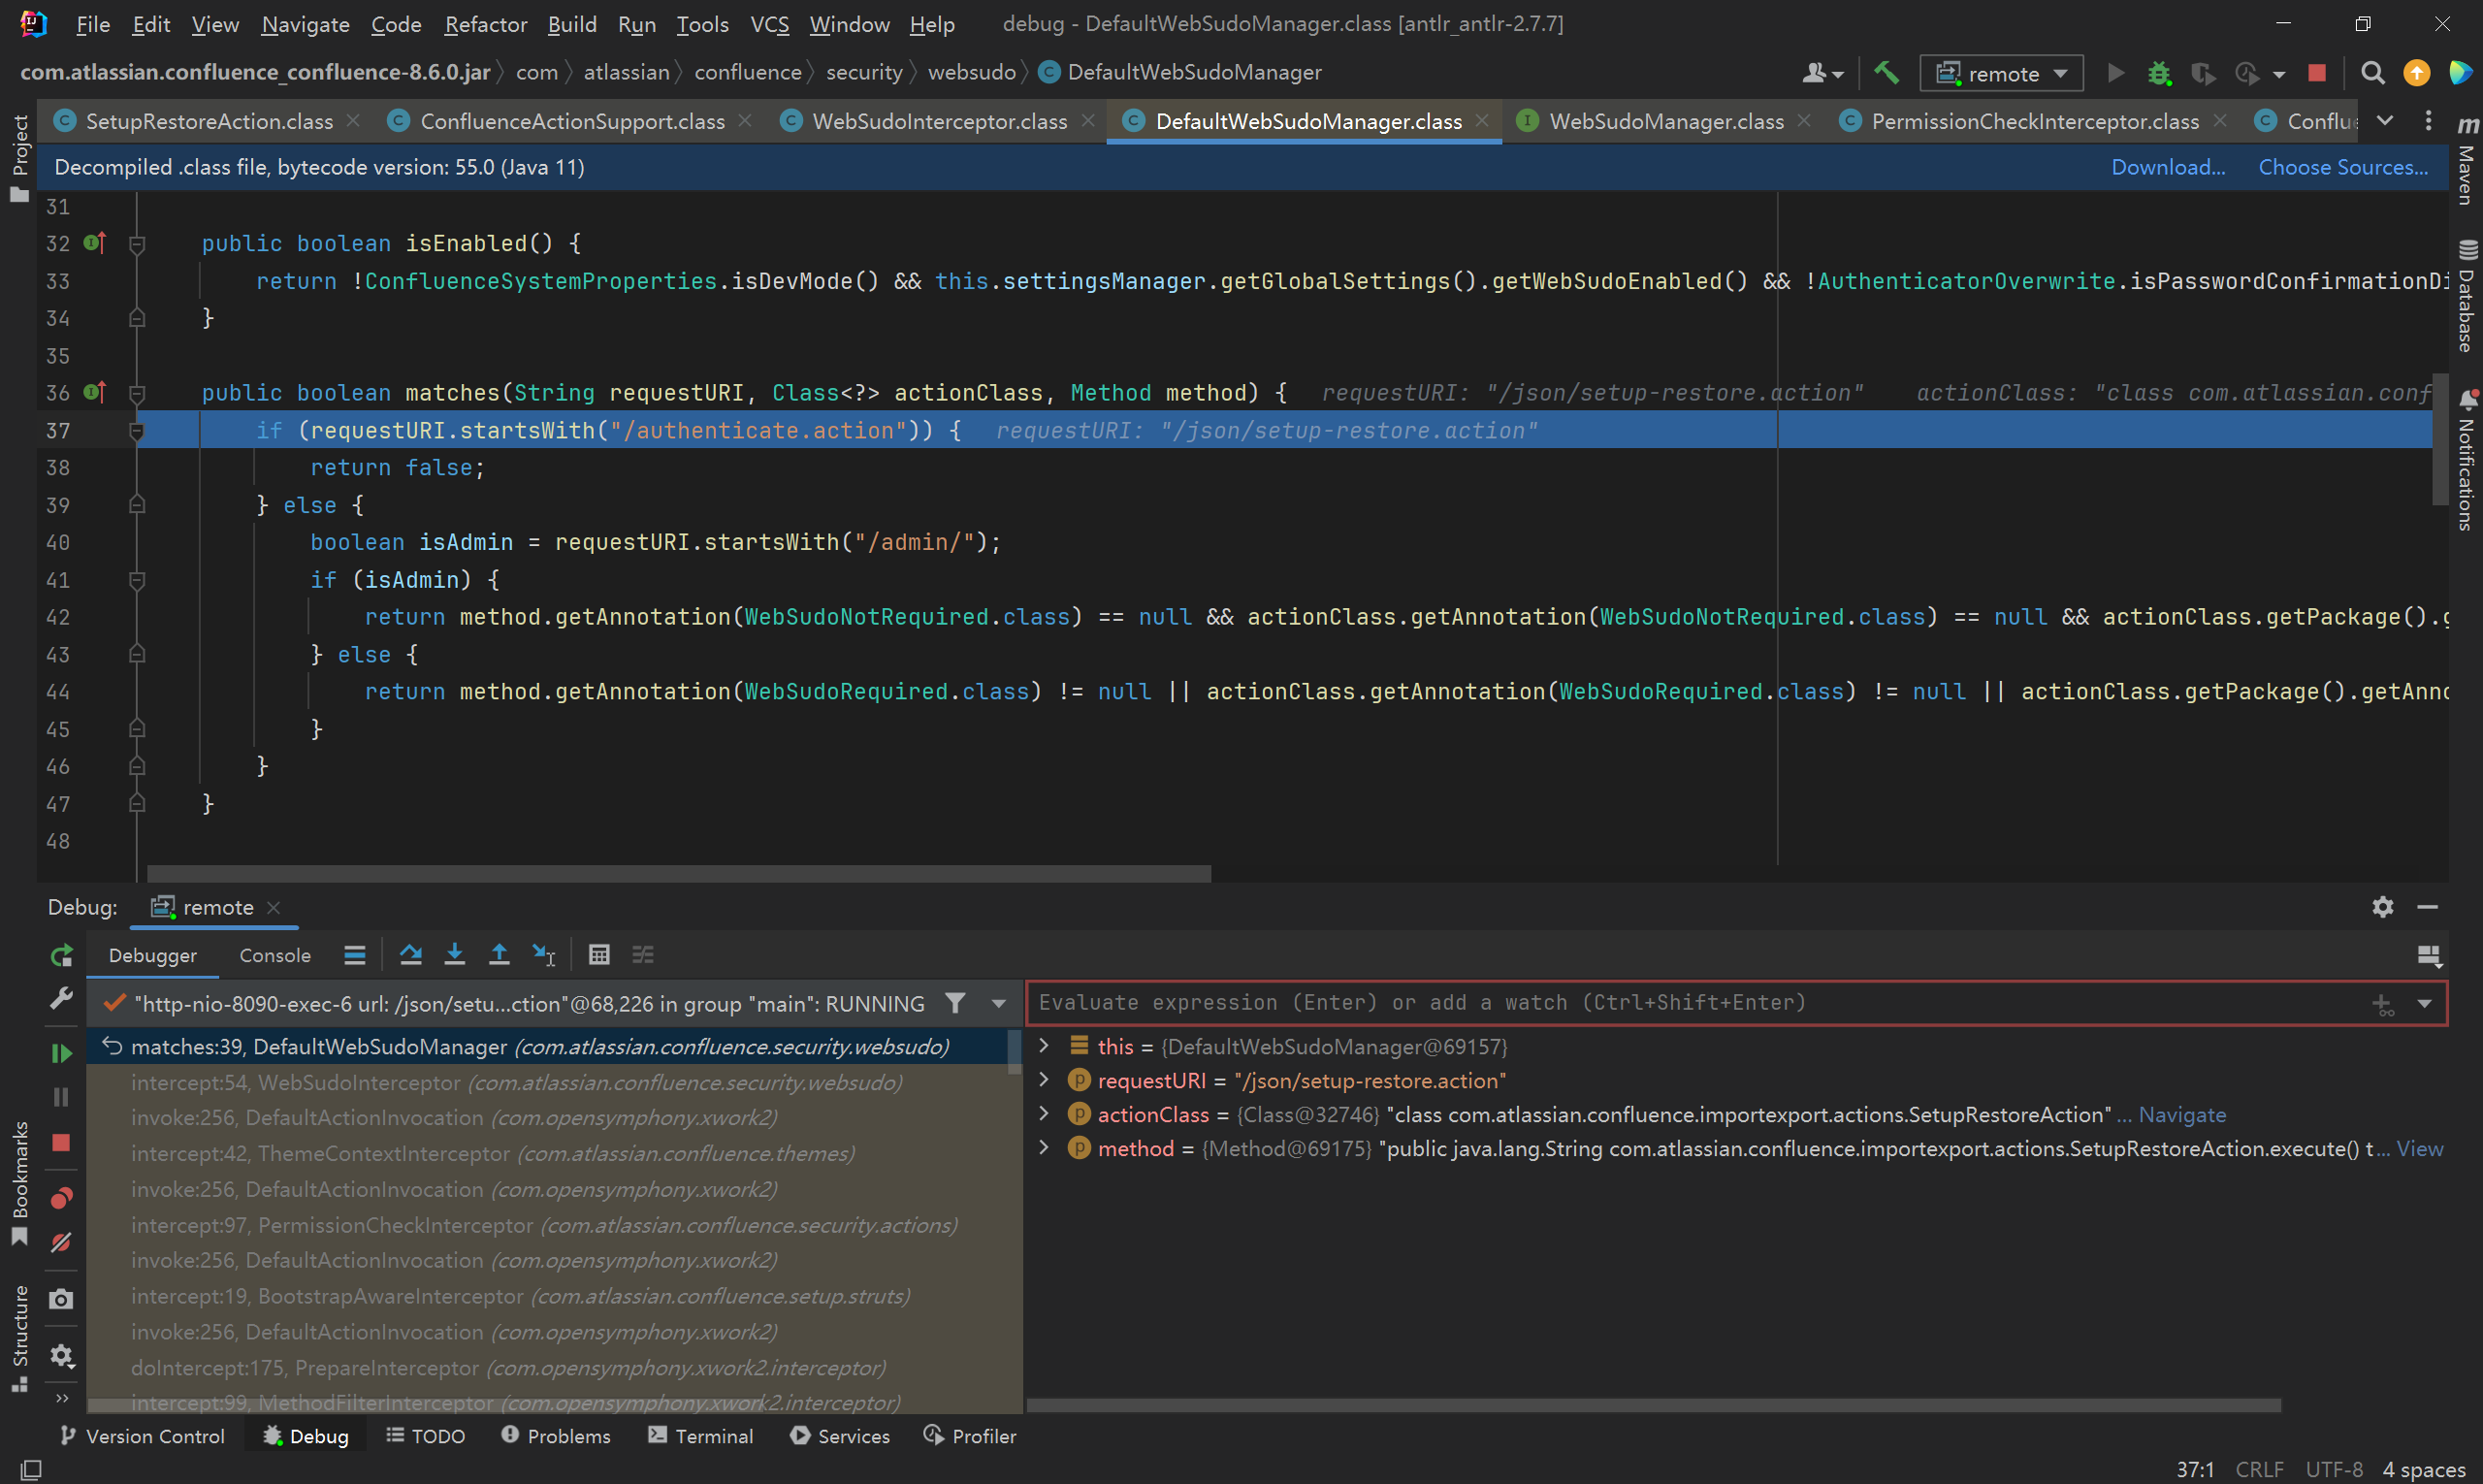 File Edit View Navigate Code Refactor Build Run Tools VCS Window Help debug - DefaultWebSudoManager.class [antlr_antlr-2.7.7]
com.atlassian.confluence_confluence-8.6.0.jar com atlassian confluence security websudo DefaultWebSudoManager remote
SetupRestoreAction.class ConfluenceActionSupport.class WebSudoInterceptor.class DefaultWebSudoManager.class WebSudoManager.class PermissionCheckInterceptor.class Conflu
Decompiled .class file, bytecode version: 55.0 (Java 11) Download... Choose Sources...
31
32 public boolean isEnabled() {
33 return !ConfluenceSystemProperties.isDevMode() && this.settingsManager.getGlobalSettings().getWebSudoEnabled() && !AuthenticatorOverwrite.isPasswordConfirmationDi
34 }
35
36 public boolean matches(String requestURI, Class<?> actionClass, Method method) { requestURI: "/json/setup-restore.action" actionClass: "class com.atlassian.conf
37 if (requestURI.startsWith("/authenticate.action")) { requestURI: "/json/setup-restore.action"
38 return false;
39 } else {
40 boolean isAdmin = requestURI.startsWith("/admin/");
41 if (isAdmin) {
42 return method.getAnnotation(WebSudoNotRequired.class) == null && actionClass.getAnnotation(WebSudoNotRequired.class) == null && actionClass.getPackage().g
43 } else {
44 return method.getAnnotation(WebSudoRequired.class) != null || actionClass.getAnnotation(WebSudoRequired.class) != null || actionClass.getPackage().getAnno
45 }
46 }
47 }
48
Project
Bookmarks
Structure
Maven
Database
Notifications
Debug: remote
Debugger Console
"http-nio-8090-exec-6 url: /json/setu...ction"@68,226 in group "main": RUNNING
matches:39, DefaultWebSudoManager (com.atlassian.confluence.security.websudo)
intercept:54, WebSudoInterceptor (com.atlassian.confluence.security.websudo)
invoke:256, DefaultActionInvocation (com.opensymphony.xwork2)
intercept:42, ThemeContextInterceptor (com.atlassian.confluence.themes)
invoke:256, DefaultActionInvocation (com.opensymphony.xwork2)
intercept:97, PermissionCheckInterceptor (com.atlassian.confluence.security.actions)
invoke:256, DefaultActionInvocation (com.opensymphony.xwork2)
intercept:19, BootstrapAwareInterceptor (com.atlassian.confluence.setup.struts)
invoke:256, DefaultActionInvocation (com.opensymphony.xwork2)
doIntercept:175, PrepareInterceptor (com.opensymphony.xwork2.interceptor)
intercept:99, MethodFilterInterceptor (com.opensymphony.xwork2.interceptor)
Evaluate expression (Enter) or add a watch (Ctrl+Shift+Enter)
this = {DefaultWebSudoManager@69157}
requestURI = "/json/setup-restore.action"
actionClass = {Class@32746} "class com.atlassian.confluence.importexport.actions.SetupRestoreAction" ... Navigate
method = {Method@69175} "public java.lang.String com.atlassian.confluence.importexport.actions.SetupRestoreAction.execute() t... View
Version Control Debug TODO Problems Terminal Services Profiler
37:1 CRLF UTF-8 4 spaces